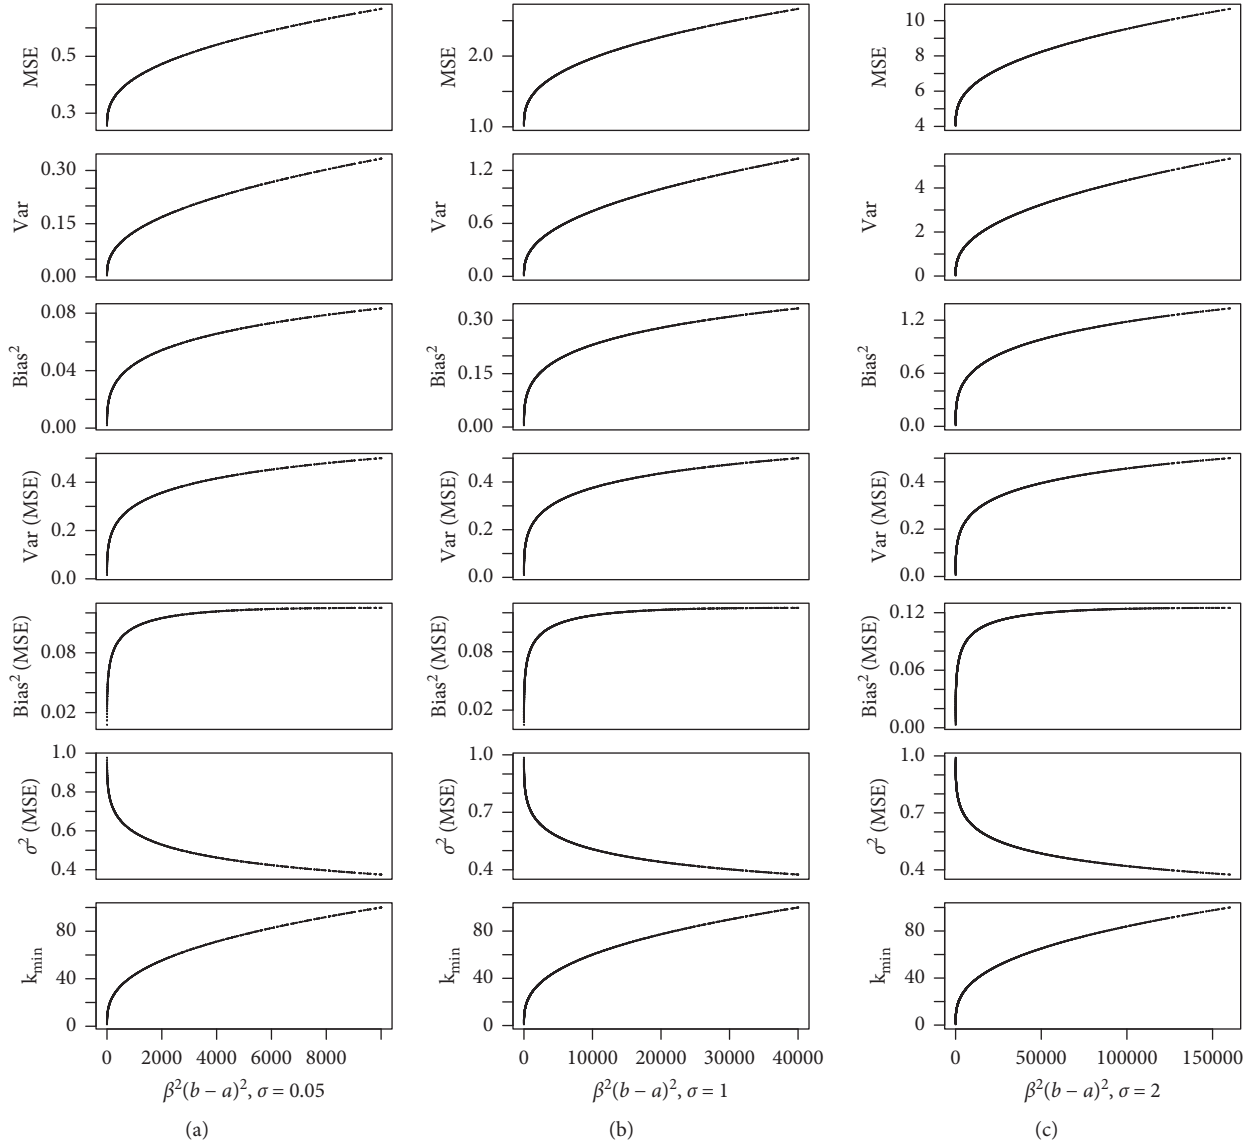 MSE
0.5
0.3
MSE
2.0
1.0
MSE
10
8
6
4
Var
0.30
0.15
0.00
Var
1.2
0.6
0.0
Var
4
2
0
Bias²
0.08
0.04
0.00
Bias²
0.30
0.15
0.00
Bias²
1.2
0.6
0.0
Var (MSE)
0.4
0.2
0.0
Var (MSE)
0.4
0.2
0.0
Var (MSE)
0.4
0.2
0.0
Bias² (MSE)
0.08
0.02
Bias² (MSE)
0.08
0.02
Bias² (MSE)
0.12
0.06
0.00
σ² (MSE)
1.0
0.8
0.6
0.4
σ² (MSE)
1.0
0.7
0.4
σ² (MSE)
1.0
0.7
0.4
kmin
80
40
0
kmin
80
40
0
kmin
80
40
0
0 2000 4000 6000 8000
0 10000 20000 30000 40000
0 50000 100000 150000
β²(b – a)², σ = 0.05
β²(b – a)², σ = 1
β²(b – a)², σ = 2
(a)
(b)
(c)